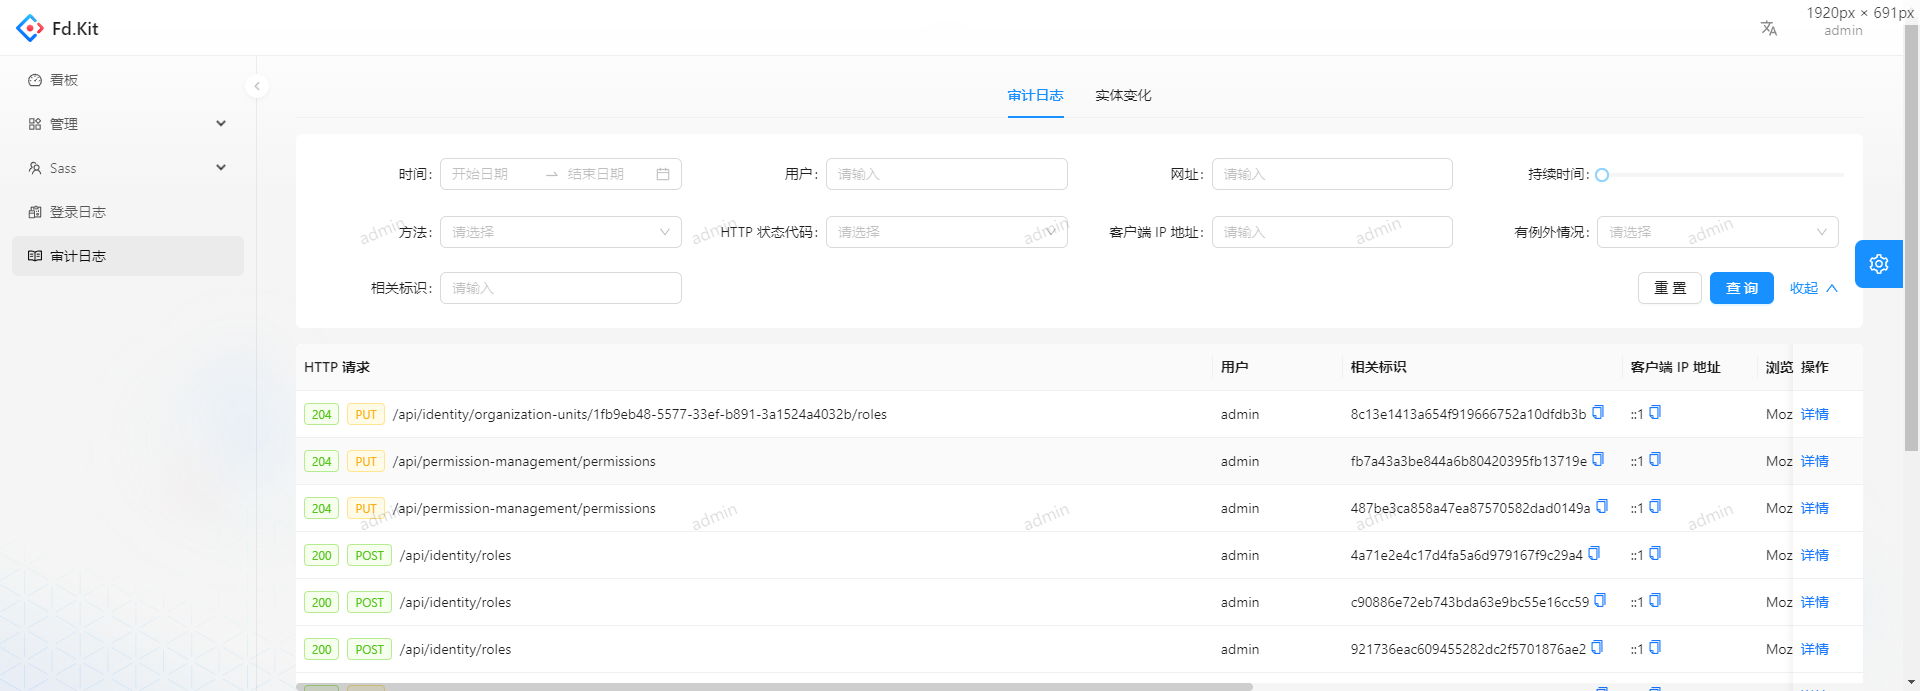 Fd.Kit
1920px × 691px
admin
看板
管理
Sass
登录日志
审计日志
审计日志 实体变化
时间: 开始日期 结束日期 用户: 请输入 网址: 请输入 持续时间:
方法: 请选择 HTTP 状态代码: 请选择 客户端 IP 地址: 请输入 有例外情况: 请选择
admin admin admin admin admin
相关标识: 请输入 重 置 查 询 收起
HTTP 请求 用户 相关标识 客户端 IP 地址 浏览 操作
204 PUT /api/identity/organization-units/1fb9eb48-5577-33ef-b891-3a1524a4032b/roles admin 8c13e1413a654f919666752a10dfdb3b ::1 Moz 详情
204 PUT /api/permission-management/permissions admin fb7a43a3be844a6b80420395fb13719e ::1 Moz 详情
204 PUT /api/permission-management/permissions admin 487be3ca858a47ea87570582dad0149a ::1 Moz 详情
admin admin admin admin admin
200 POST /api/identity/roles admin 4a71e2e4c17d4fa5a6d979167f9c29a4 ::1 Moz 详情
200 POST /api/identity/roles admin c90886e72eb743bda63e9bc55e16cc59 ::1 Moz 详情
200 POST /api/identity/roles admin 921736eac609455282dc2f5701876ae2 ::1 Moz 详情